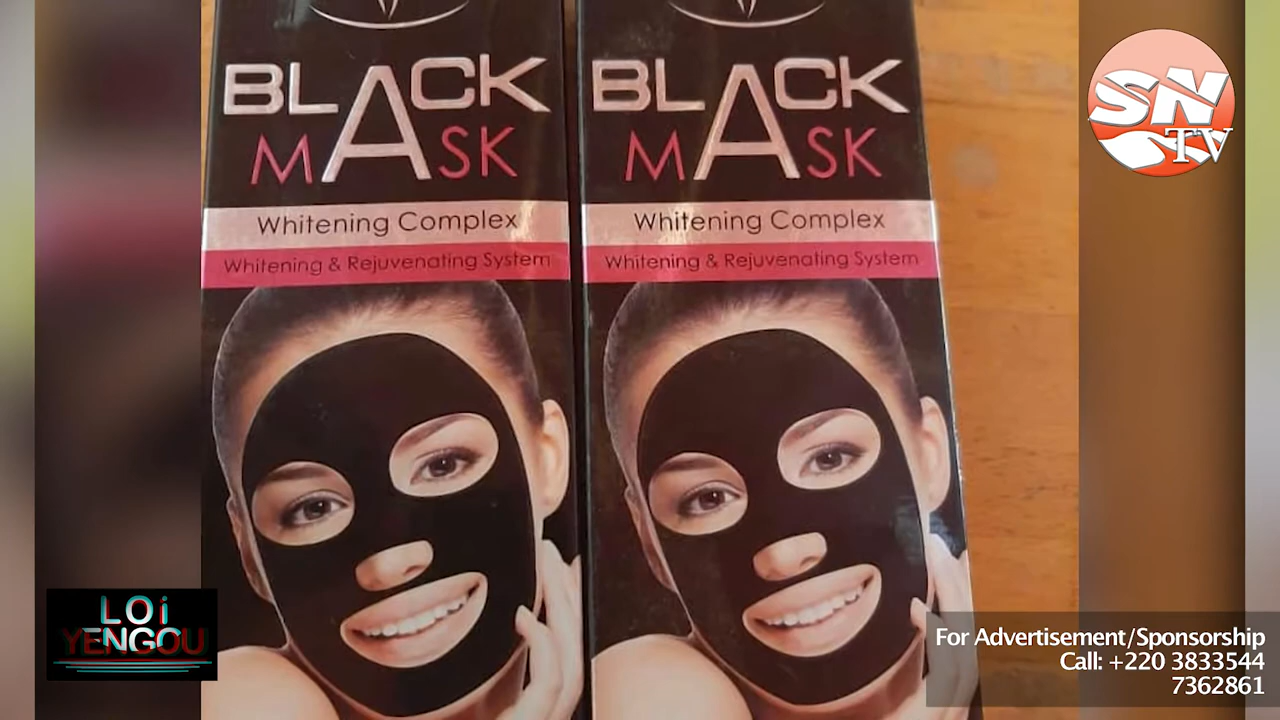 BLACK
MASK
Whitening Complex
Whitening & Rejuvenating System
BLACK
MASK
Whitening Complex
Whitening & Rejuvenating System
SN
TV
LOi
YENGOU
For Advertisement/Sponsorship
Call: +220 3833544
7362861